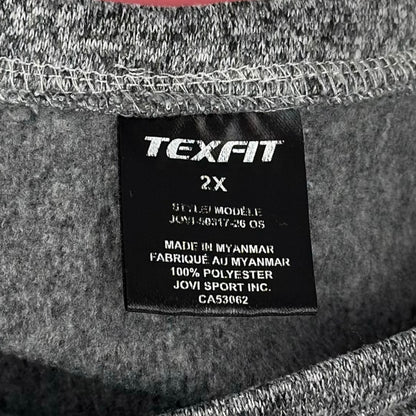 TEXFIT
2X
STYLE/ MODÈLE
JOVI-50317-26 OS
MADE IN MYANMAR
FABRIQUÉ AU MYANMAR
100% POLYESTER
JOVI SPORT INC.
CA53062